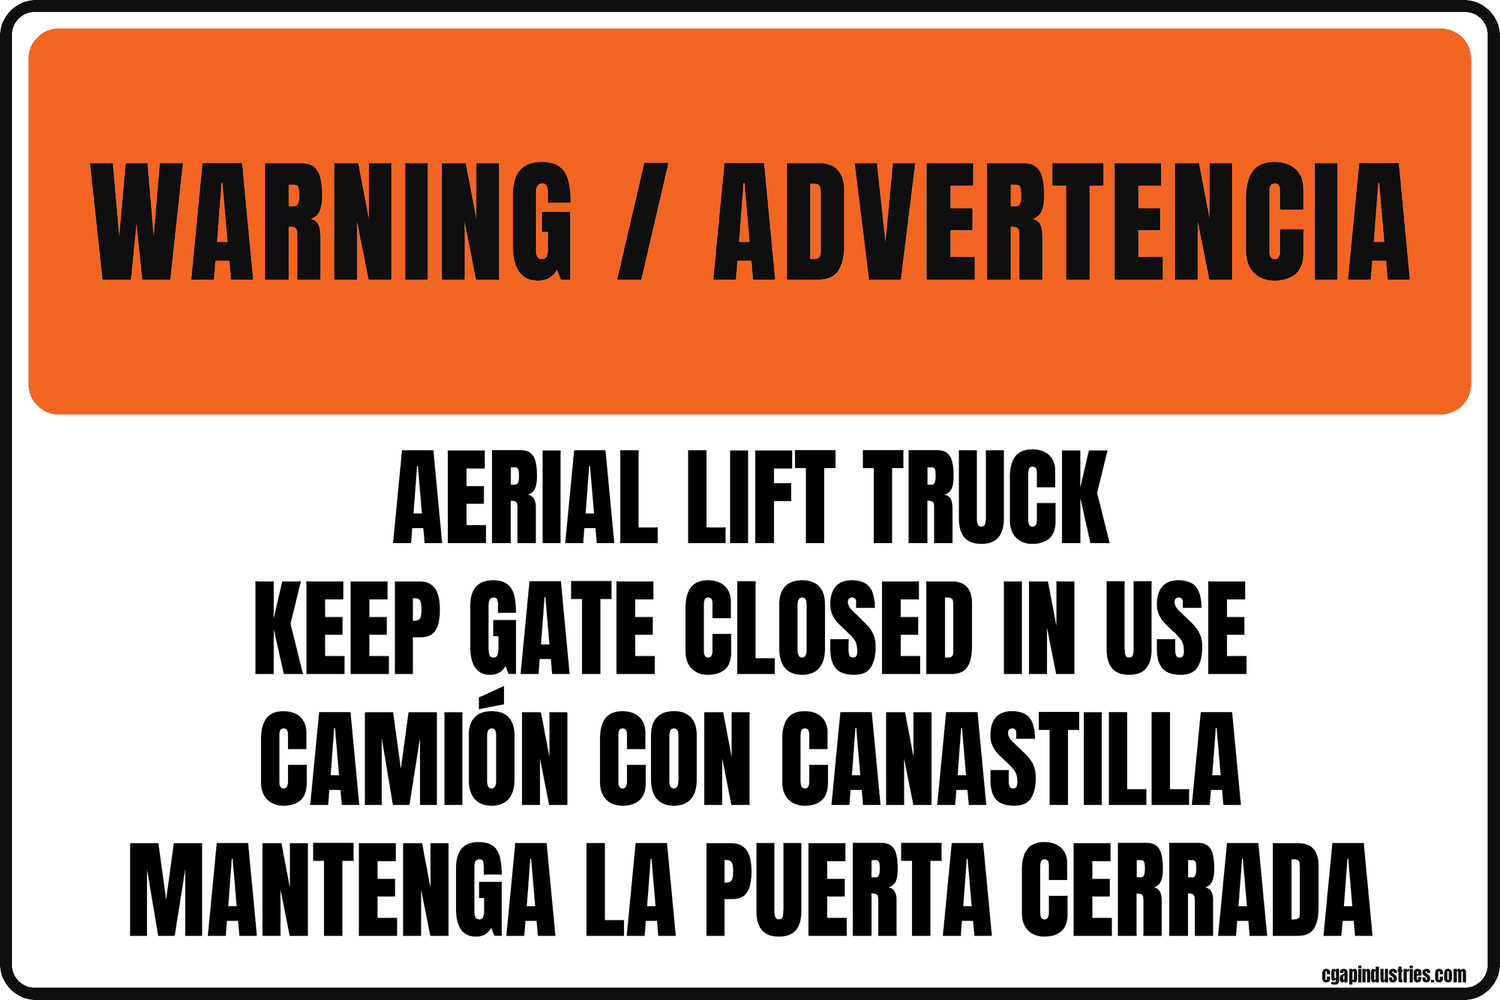 WARNING / ADVERTENCIA
AERIAL LIFT TRUCK
KEEP GATE CLOSED IN USE
CAMIÓN CON CANASTILLA
MANTENGA LA PUERTA CERRADA
cgapindustries.com